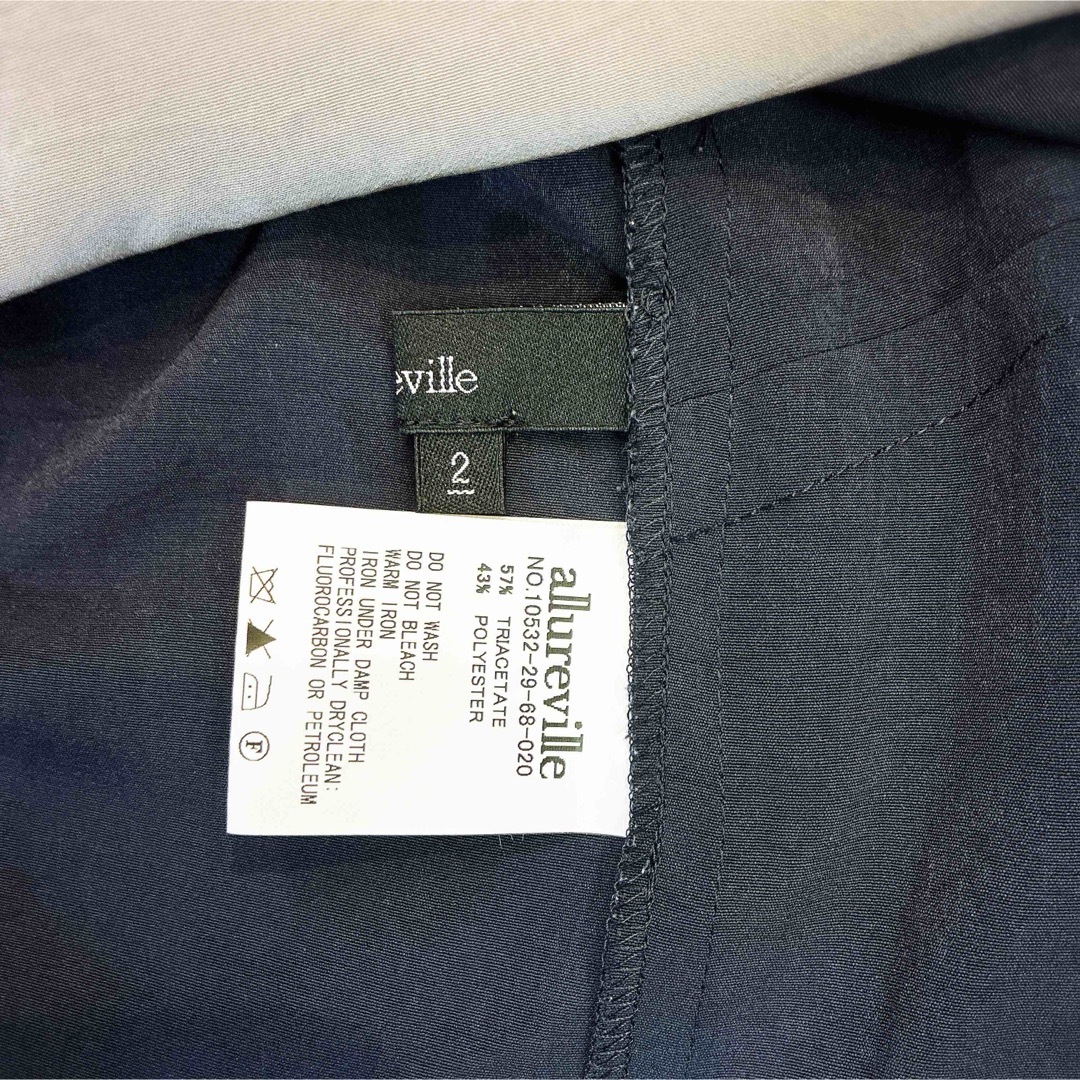 eville
2
allureville
NO.10532-29-68-020
57% TRIACETATE
43% POLYESTER
DO NOT WASH
DO NOT BLEACH
WARM IRON
IRON UNDER DAMP CLOTH
PROFESSIONALLY DRYCLEAN:
FLUOROCARBON OR PETROLEUM
F